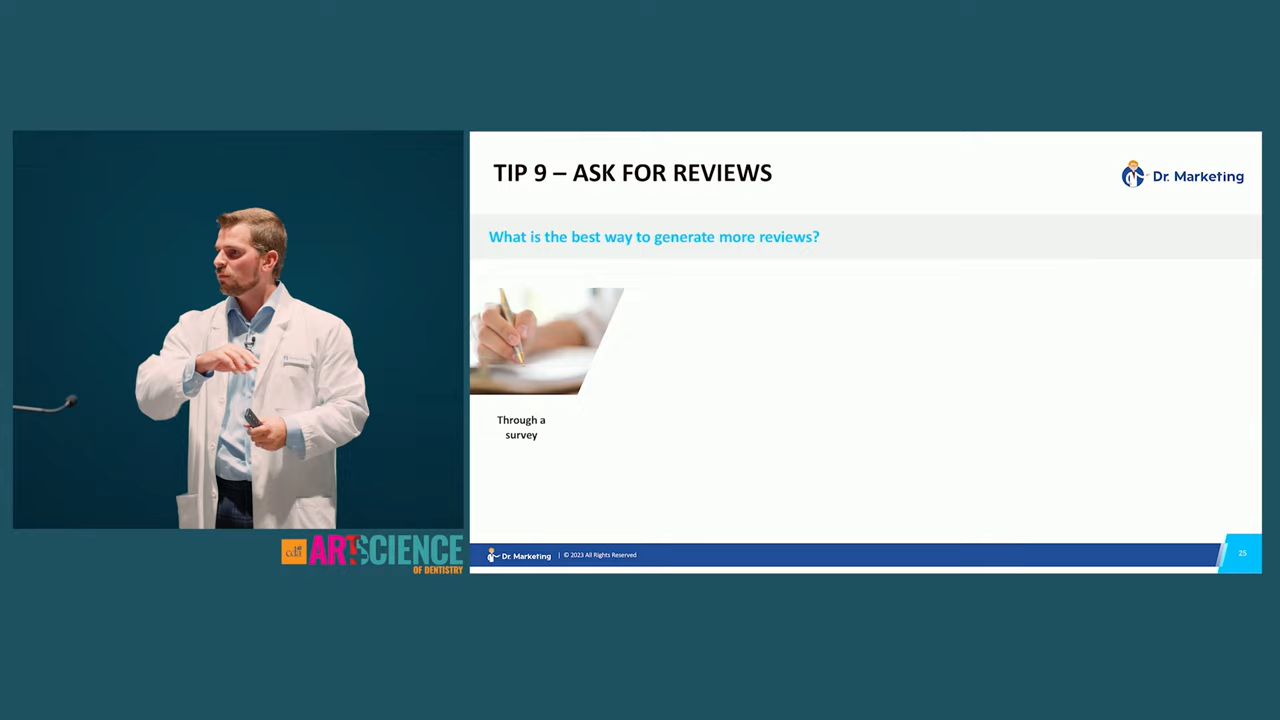 TIP 9 – ASK FOR REVIEWS
Dr. Marketing
What is the best way to generate more reviews?
Through a
survey
cda
ART&SCIENCE
OF DENTISTRY
Dr. Marketing | © 2023 All Rights Reserved
25